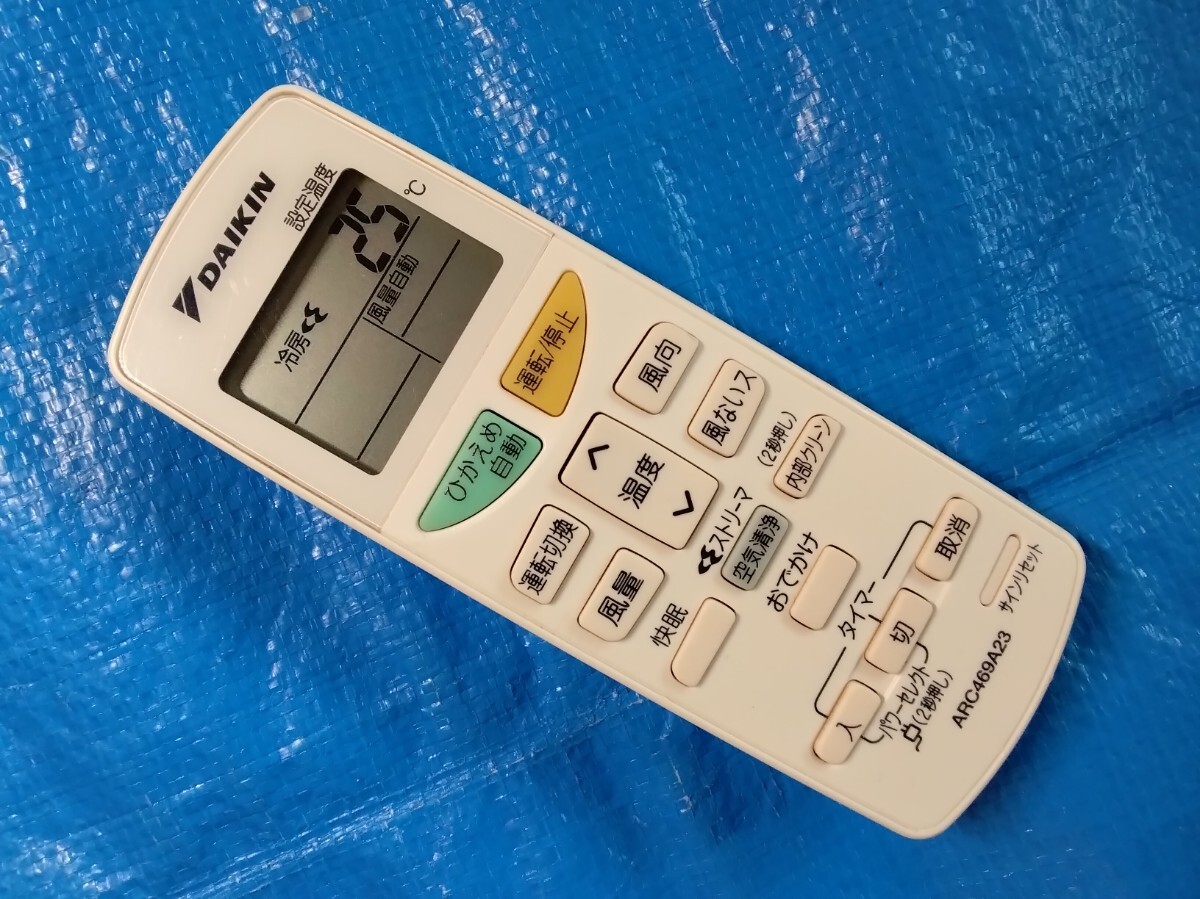 DAIKIN
設定温度
25 ℃
冷房
風量自動
運転/停止
ひかえめ
自動
風向
温度
運転切換
風ないス
風量
(2秒押し)
内部クリーン
ストリーマ
空気清浄
快眠
おでかけ
タイマー
取消
切
入
パワーセレクト
(2秒押し)
サインリセット
ARC469A23